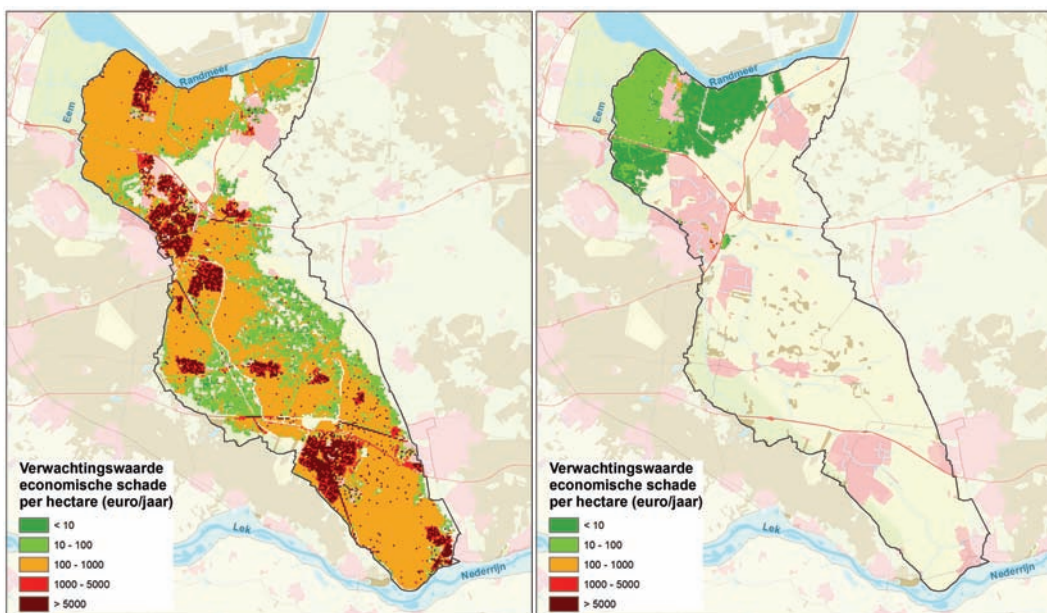 Randmeer
Eem
Verwachtingswaarde
economische schade
per hectare (euro/jaar)
< 10
10 - 100
100 - 1000
1000 - 5000
> 5000
Lek
Nederrijn
Randmeer
Eem
Verwachtingswaarde
economische schade
per hectare (euro/jaar)
< 10
10 - 100
100 - 1000
1000 - 5000
> 5000
Lek
Nederrijn